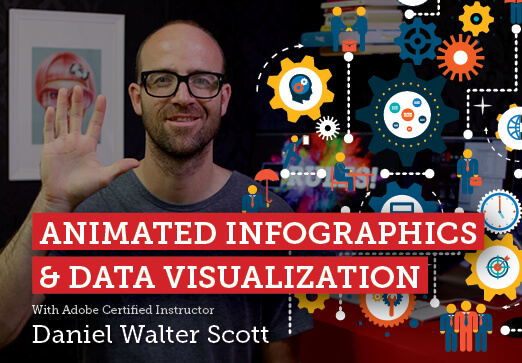 ANIMATED INFOGRAPHICS
& DATA VISUALIZATION
With Adobe Certified Instructor
Daniel Walter Scott